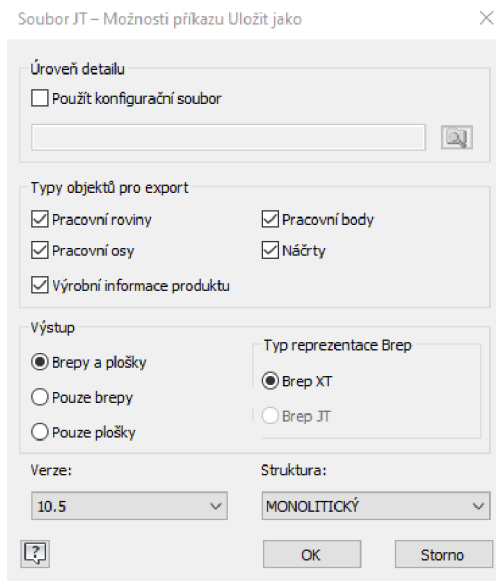 Soubor JT – Možnosti příkazu Uložit jako
Úroveň detailu
Použít konfigurační soubor
Typy objektů pro export
Pracovní roviny
Pracovní body
Pracovní osy
Náčrty
Výrobní informace produktu
Výstup
Typ reprezentace Brep
Brepy a plošky
Brep XT
Pouze brepy
Brep JT
Pouze plošky
Verze:
Struktura:
10.5
MONOLITICKÝ
?
OK
Storno